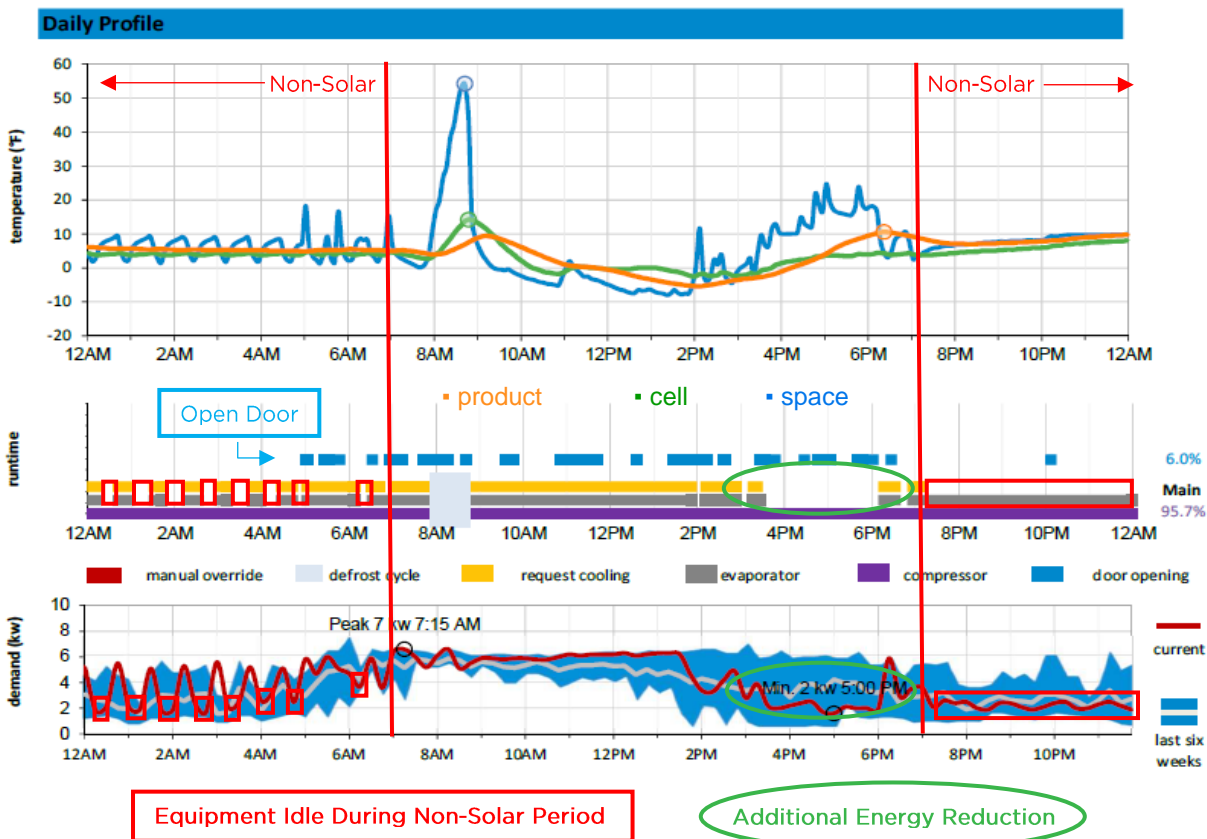 Daily Profile
temperature (°F)
60
50
40
30
20
10
0
-10
-20
Non-Solar
Non-Solar
12AM 2AM 4AM 6AM 8AM 10AM 12PM 2PM 4PM 6PM 8PM 10PM 12AM
product cell space
Open Door
runtime
6.0%
Main
95.7%
12AM 2AM 4AM 6AM 8AM 10AM 12PM 2PM 4PM 6PM 8PM 10PM 12AM
manual override defrost cycle request cooling evaporator compressor door opening
demand (kw)
10
8
6
4
2
0
Peak 7 kw 7:15 AM
Min. 2 kw 5:00 PM
current
last six
weeks
12AM 2AM 4AM 6AM 8AM 10AM 12PM 2PM 4PM 6PM 8PM 10PM
Equipment Idle During Non-Solar Period
Additional Energy Reduction